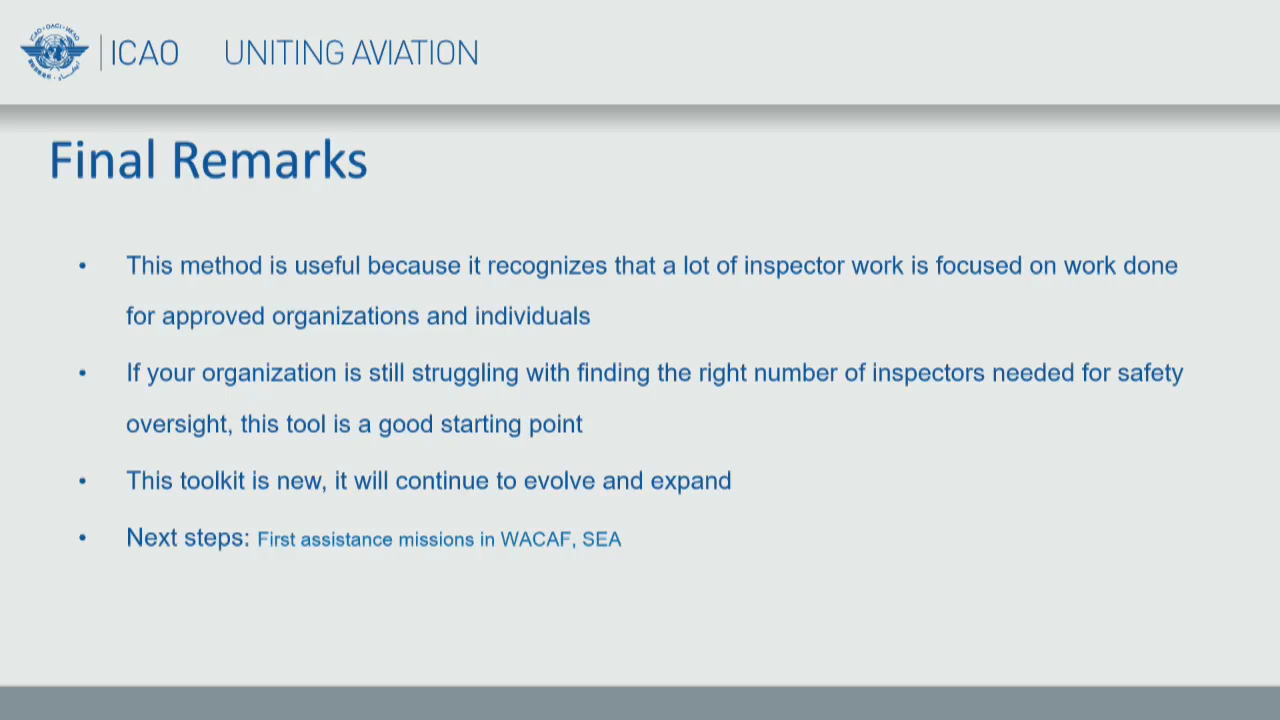 ICAO UNITING AVIATION
Final Remarks
• This method is useful because it recognizes that a lot of inspector work is focused on work done
for approved organizations and individuals
• If your organization is still struggling with finding the right number of inspectors needed for safety
oversight, this tool is a good starting point
• This toolkit is new, it will continue to evolve and expand
• Next steps: First assistance missions in WACAF, SEA